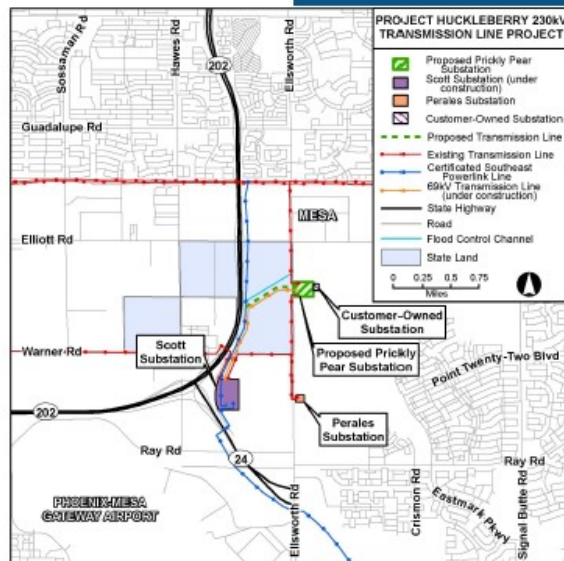 PROJECT HUCKLEBERRY 230kV
TRANSMISSION LINE PROJECT
Proposed Prickly Pear
Substation
Scott Substation (under
construction)
Perales Substation
Customer-Owned Substation
Proposed Transmission Line
Existing Transmission Line
Certificated Southeast
Powerlink Line
69kV Transmission Line
(under construction)
State Highway
Road
Flood Control Channel
State Land
0 0.25 0.5 0.75
Miles
Sossaman Rd
Hawes Rd
Ellsworth Rd
202
Guadalupe Rd
MESA
Elliott Rd
Customer-Owned
Substation
Scott
Substation
Proposed Prickly
Pear Substation
Warner Rd
Point Twenty-Two Blvd
202
Perales
Substation
Ray Rd
24
Ray Rd
PHOENIX-MESA
GATEWAY AIRPORT
Ellsworth Rd
Crismon Rd
Eastmark Pkwy
Signal Butte Rd